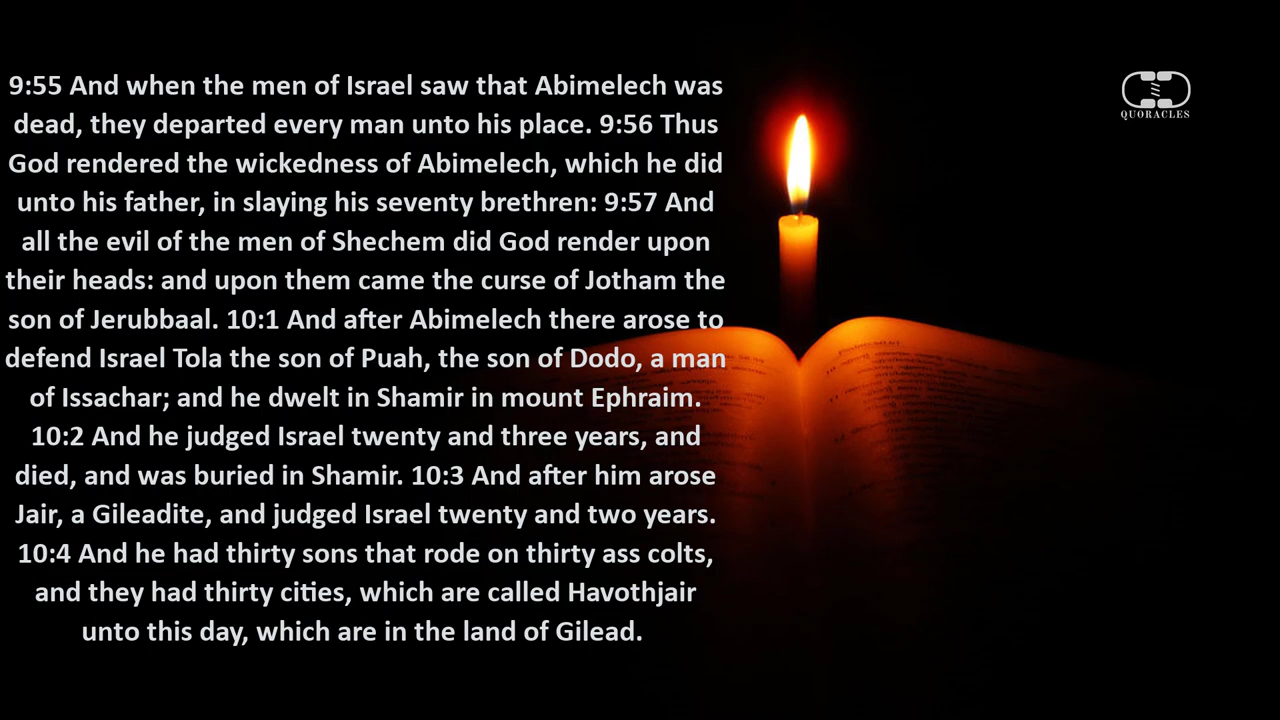 9:55 And when the men of Israel saw that Abimelech was
dead, they departed every man unto his place. 9:56 Thus
God rendered the wickedness of Abimelech, which he did
unto his father, in slaying his seventy brethren: 9:57 And
all the evil of the men of Shechem did God render upon
their heads: and upon them came the curse of Jotham the
son of Jerubbaal. 10:1 And after Abimelech there arose to
defend Israel Tola the son of Puah, the son of Dodo, a man
of Issachar; and he dwelt in Shamir in mount Ephraim.
10:2 And he judged Israel twenty and three years, and
died, and was buried in Shamir. 10:3 And after him arose
Jair, a Gileadite, and judged Israel twenty and two years.
10:4 And he had thirty sons that rode on thirty ass colts,
and they had thirty cities, which are called Havothjair
unto this day, which are in the land of Gilead.
QUORACLES